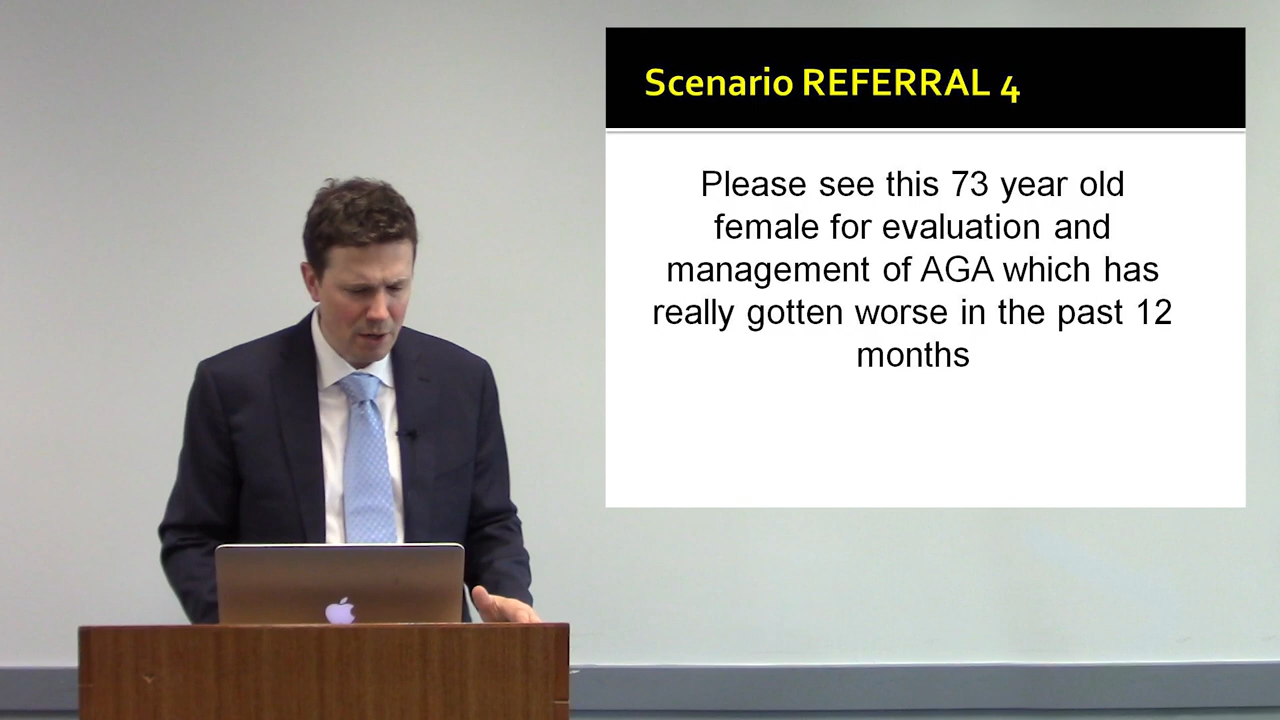 Scenario REFERRAL 4
Please see this 73 year old
female for evaluation and
management of AGA which has
really gotten worse in the past 12
months